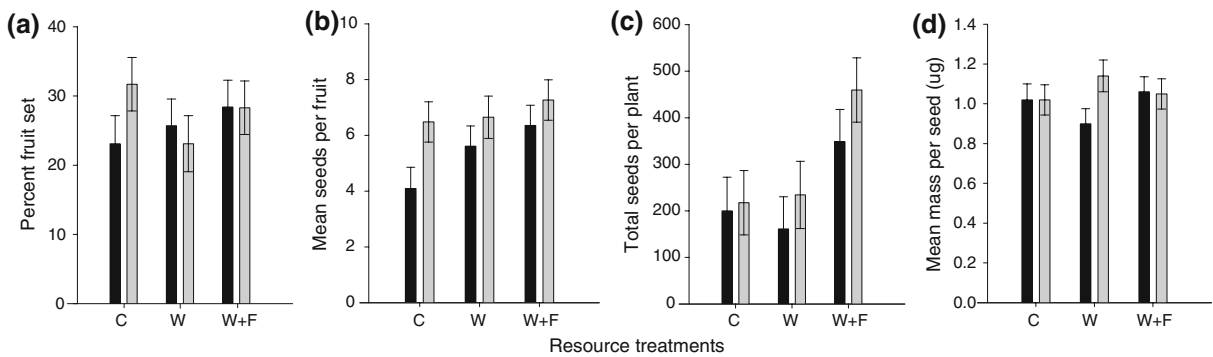 (a)
Percent fruit set
40
30
20
10
0
C W W+F
(b)
Mean seeds per fruit
10
8
6
4
2
0
C W W+F
(c)
Total seeds per plant
600
500
400
300
200
100
0
C W W+F
(d)
Mean mass per seed (ug)
1.4
1.2
1.0
0.8
0.6
0.4
0.2
0.0
C W W+F
Resource treatments